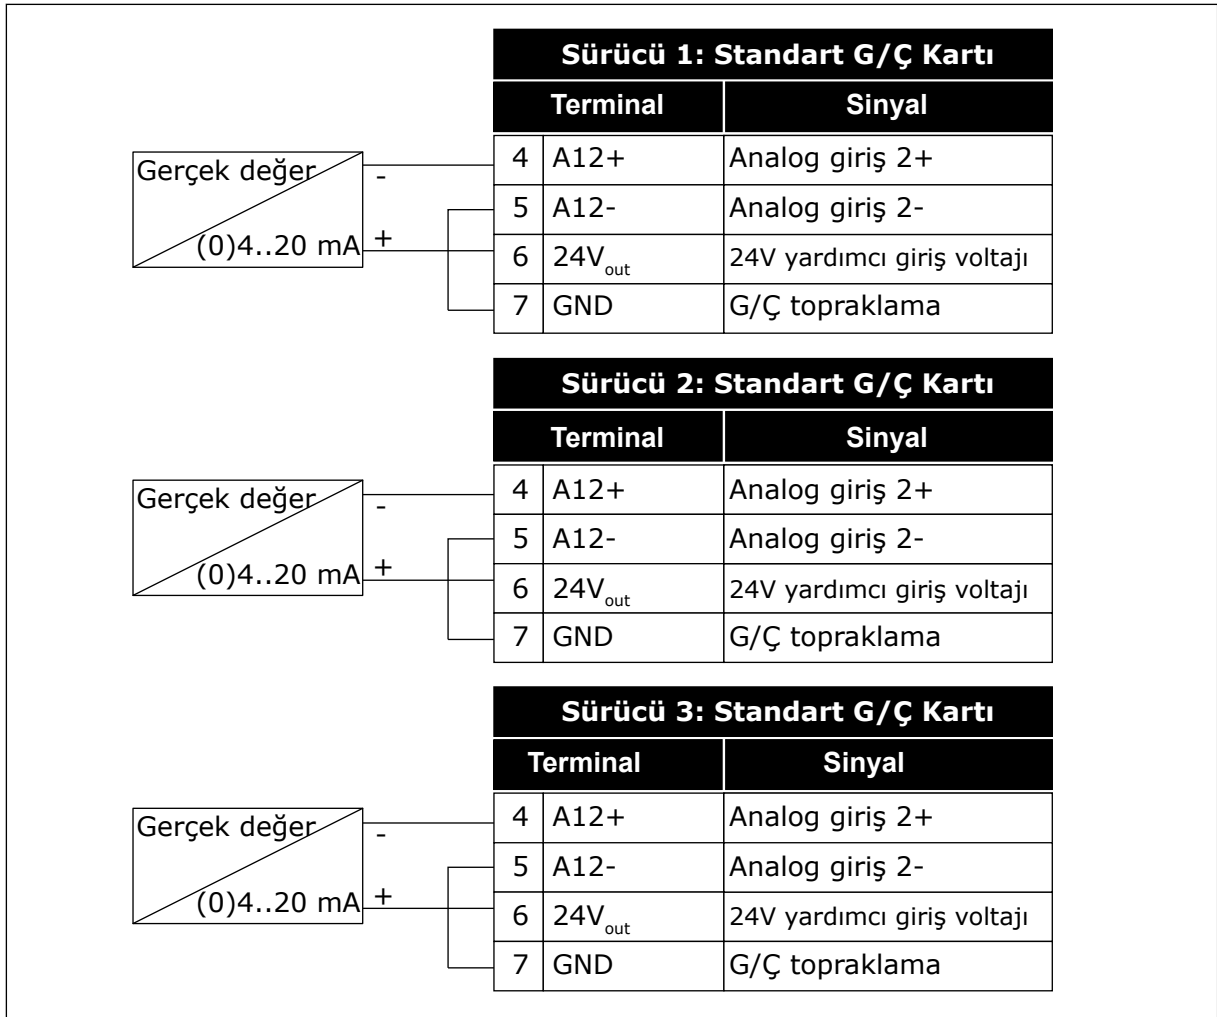 Sürücü 1: Standart G/Ç Kartı
Terminal Sinyal
Gerçek değer - 4 A12+ Analog giriş 2+
5 A12- Analog giriş 2-
(0)4..20 mA + 6 24Vout 24V yardımcı giriş voltajı
7 GND G/Ç topraklama
Sürücü 2: Standart G/Ç Kartı
Terminal Sinyal
Gerçek değer - 4 A12+ Analog giriş 2+
5 A12- Analog giriş 2-
(0)4..20 mA + 6 24Vout 24V yardımcı giriş voltajı
7 GND G/Ç topraklama
Sürücü 3: Standart G/Ç Kartı
Terminal Sinyal
Gerçek değer - 4 A12+ Analog giriş 2+
5 A12- Analog giriş 2-
(0)4..20 mA + 6 24Vout 24V yardımcı giriş voltajı
7 GND G/Ç topraklama